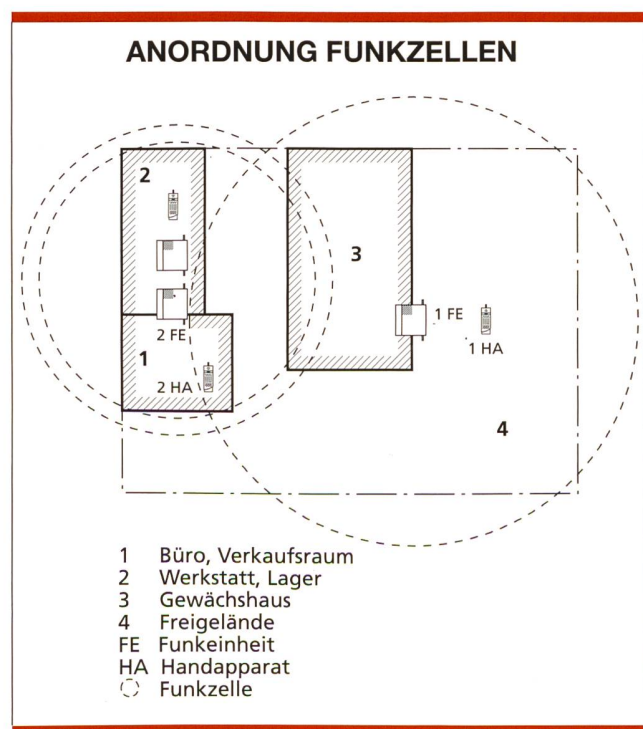 ANORDNUNG FUNKZELLEN
2
3
1 FE
1 HA
2 FE
1
2 HA
4
1 Büro, Verkaufsraum
2 Werkstatt, Lager
3 Gewächshaus
4 Freigelände
FE Funkeinheit
HA Handapparat
Funkzelle